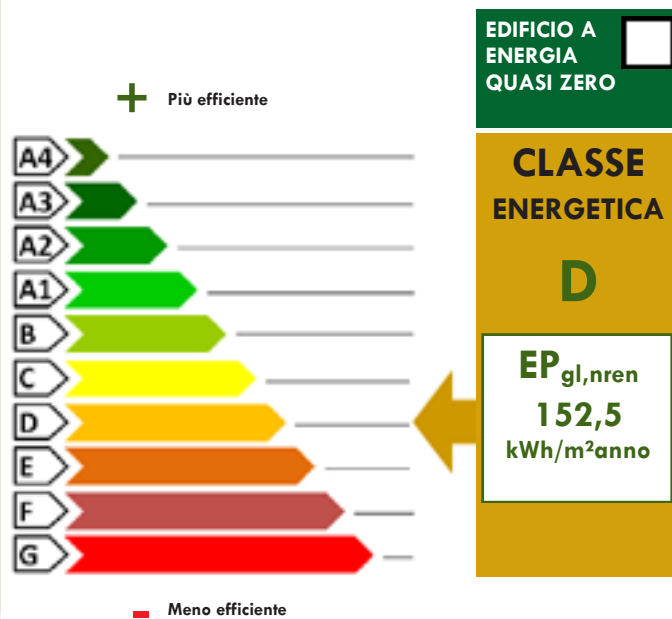 EDIFICIO A
ENERGIA
QUASI ZERO
+ Più efficiente
A4
A3
A2
A1
B
C
D
E
F
G
CLASSE
ENERGETICA
D
EPgl,nren
152,5
kWh/m²anno
- Meno efficiente